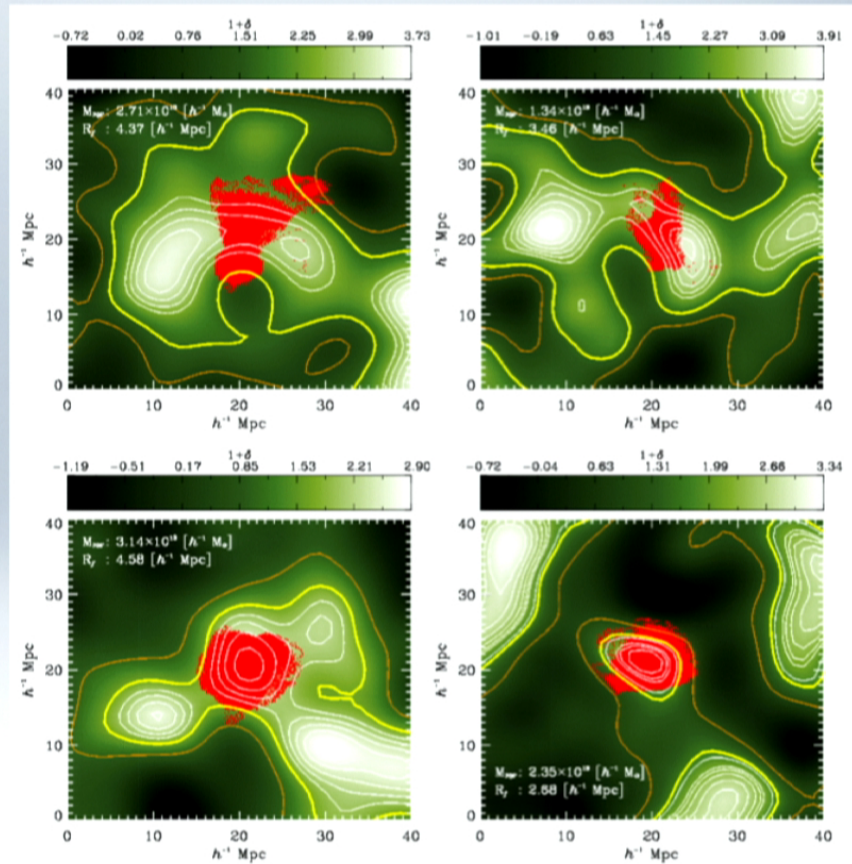 1+δ
−0.72 0.02 0.76 1.51 2.25 2.99 3.73
40
30
20
10
0
h⁻¹ Mpc
: 2.71×10 [h⁻¹ M☉]
: 4.37 [h⁻¹ Mpc]
0 10 20 30 40
h⁻¹ Mpc
1+δ
−1.01 −0.19 0.63 1.45 2.27 3.09 3.91
40
30
20
10
0
h⁻¹ Mpc
: 1.34×10 [h⁻¹ M☉]
: 3.46 [h⁻¹ Mpc]
0 10 20 30 40
h⁻¹ Mpc
1+δ
−1.19 −0.51 0.17 0.85 1.53 2.21 2.90
40
30
20
10
0
h⁻¹ Mpc
: 3.14×10 [h⁻¹ M☉]
R_f : 4.58 [h⁻¹ Mpc]
0 10 20 30 40
h⁻¹ Mpc
1+δ
−0.72 −0.04 0.63 1.31 1.99 2.66 3.34
40
30
20
10
0
h⁻¹ Mpc
: 2.35×10 [h⁻¹ M☉]
R_f : 2.68 [h⁻¹ Mpc]
0 10 20 30 40
h⁻¹ Mpc